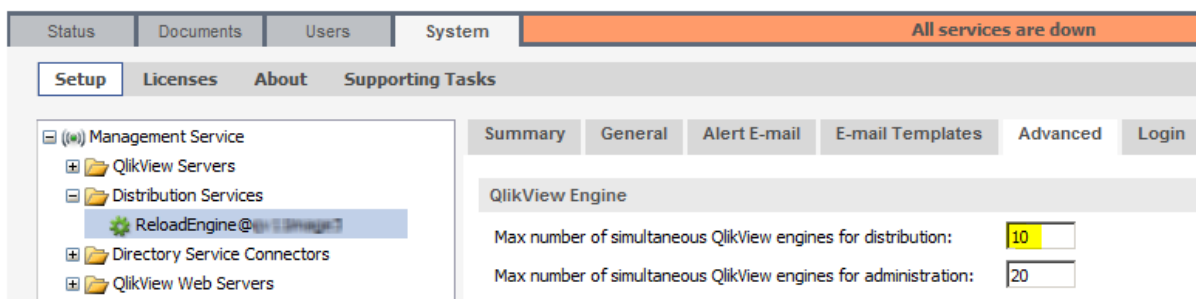 Status Documents Users System All services are down
Setup Licenses About Supporting Tasks
Management Service
QlikView Servers
Distribution Services
ReloadEngine@
Directory Service Connectors
QlikView Web Servers
Summary General Alert E-mail E-mail Templates Advanced Login
QlikView Engine
Max number of simultaneous QlikView engines for distribution: 10
Max number of simultaneous QlikView engines for administration: 20